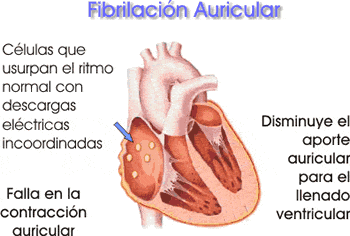 Fibrilación Auricular
Células que
usurpan el ritmo
normal con
descargas
eléctricas
incoordinadas
Falla en la
contracción
auricular
Disminuye el
aporte
auricular
para el
llenado
ventricular